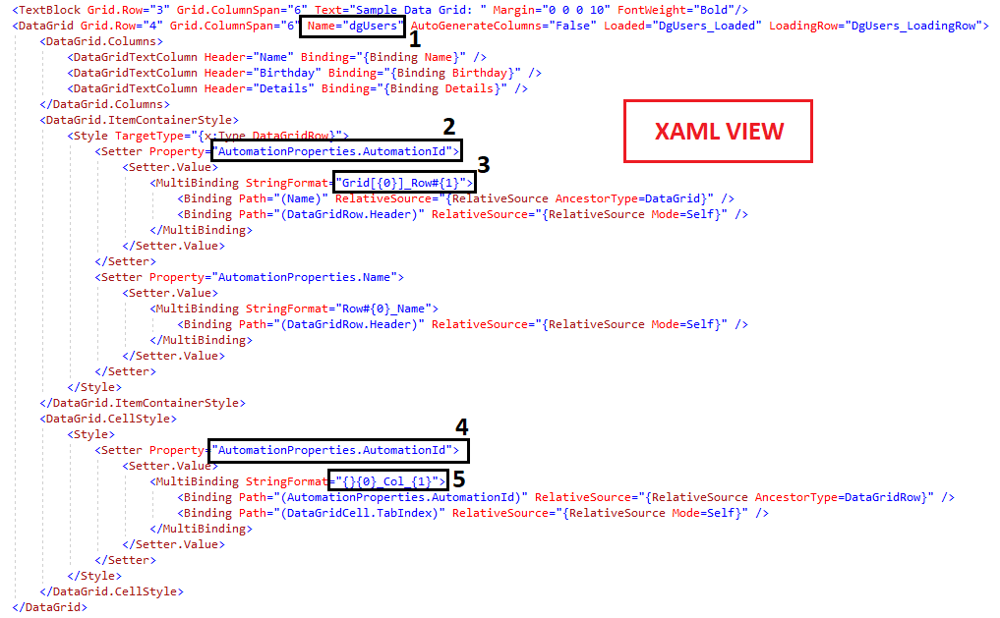 <TextBlock Grid.Row="3" Grid.ColumnSpan="6" Text="Sample Data Grid: " Margin="0 0 0 10" FontWeight="Bold"/>
<DataGrid Grid.Row="4" Grid.ColumnSpan="6" Name="dgUsers" AutoGenerateColumns="False" Loaded="DgUsers_Loaded" LoadingRow="DgUsers_LoadingRow">
1
<DataGrid.Columns>
<DataGridTextColumn Header="Name" Binding="{Binding Name}" />
<DataGridTextColumn Header="Birthday" Binding="{Binding Birthday}" />
<DataGridTextColumn Header="Details" Binding="{Binding Details}" />
</DataGrid.Columns>
<DataGrid.ItemContainerStyle>
2
XAML VIEW
<Style TargetType="{x:Type DataGridRow}">
<Setter Property="AutomationProperties.AutomationId">
<Setter.Value>
3
<MultiBinding StringFormat="Grid[{0}]_Row#{1}">
<Binding Path="(Name)" RelativeSource="{RelativeSource AncestorType=DataGrid}" />
<Binding Path="(DataGridRow.Header)" RelativeSource="{RelativeSource Mode=Self}" />
</MultiBinding>
</Setter.Value>
</Setter>
<Setter Property="AutomationProperties.Name">
<Setter.Value>
<MultiBinding StringFormat="Row#{0}_Name">
<Binding Path="(DataGridRow.Header)" RelativeSource="{RelativeSource Mode=Self}" />
</MultiBinding>
</Setter.Value>
</Setter>
</Style>
</DataGrid.ItemContainerStyle>
<DataGrid.CellStyle>
4
<Style>
<Setter Property="AutomationProperties.AutomationId">
<Setter.Value>
<MultiBinding StringFormat="{}{0}_Col_{1}"> 5
<Binding Path="(AutomationProperties.AutomationId)" RelativeSource="{RelativeSource AncestorType=DataGridRow}" />
<Binding Path="(DataGridCell.TabIndex)" RelativeSource="{RelativeSource Mode=Self}" />
</MultiBinding>
</Setter.Value>
</Setter>
</Style>
</DataGrid.CellStyle>
</DataGrid>